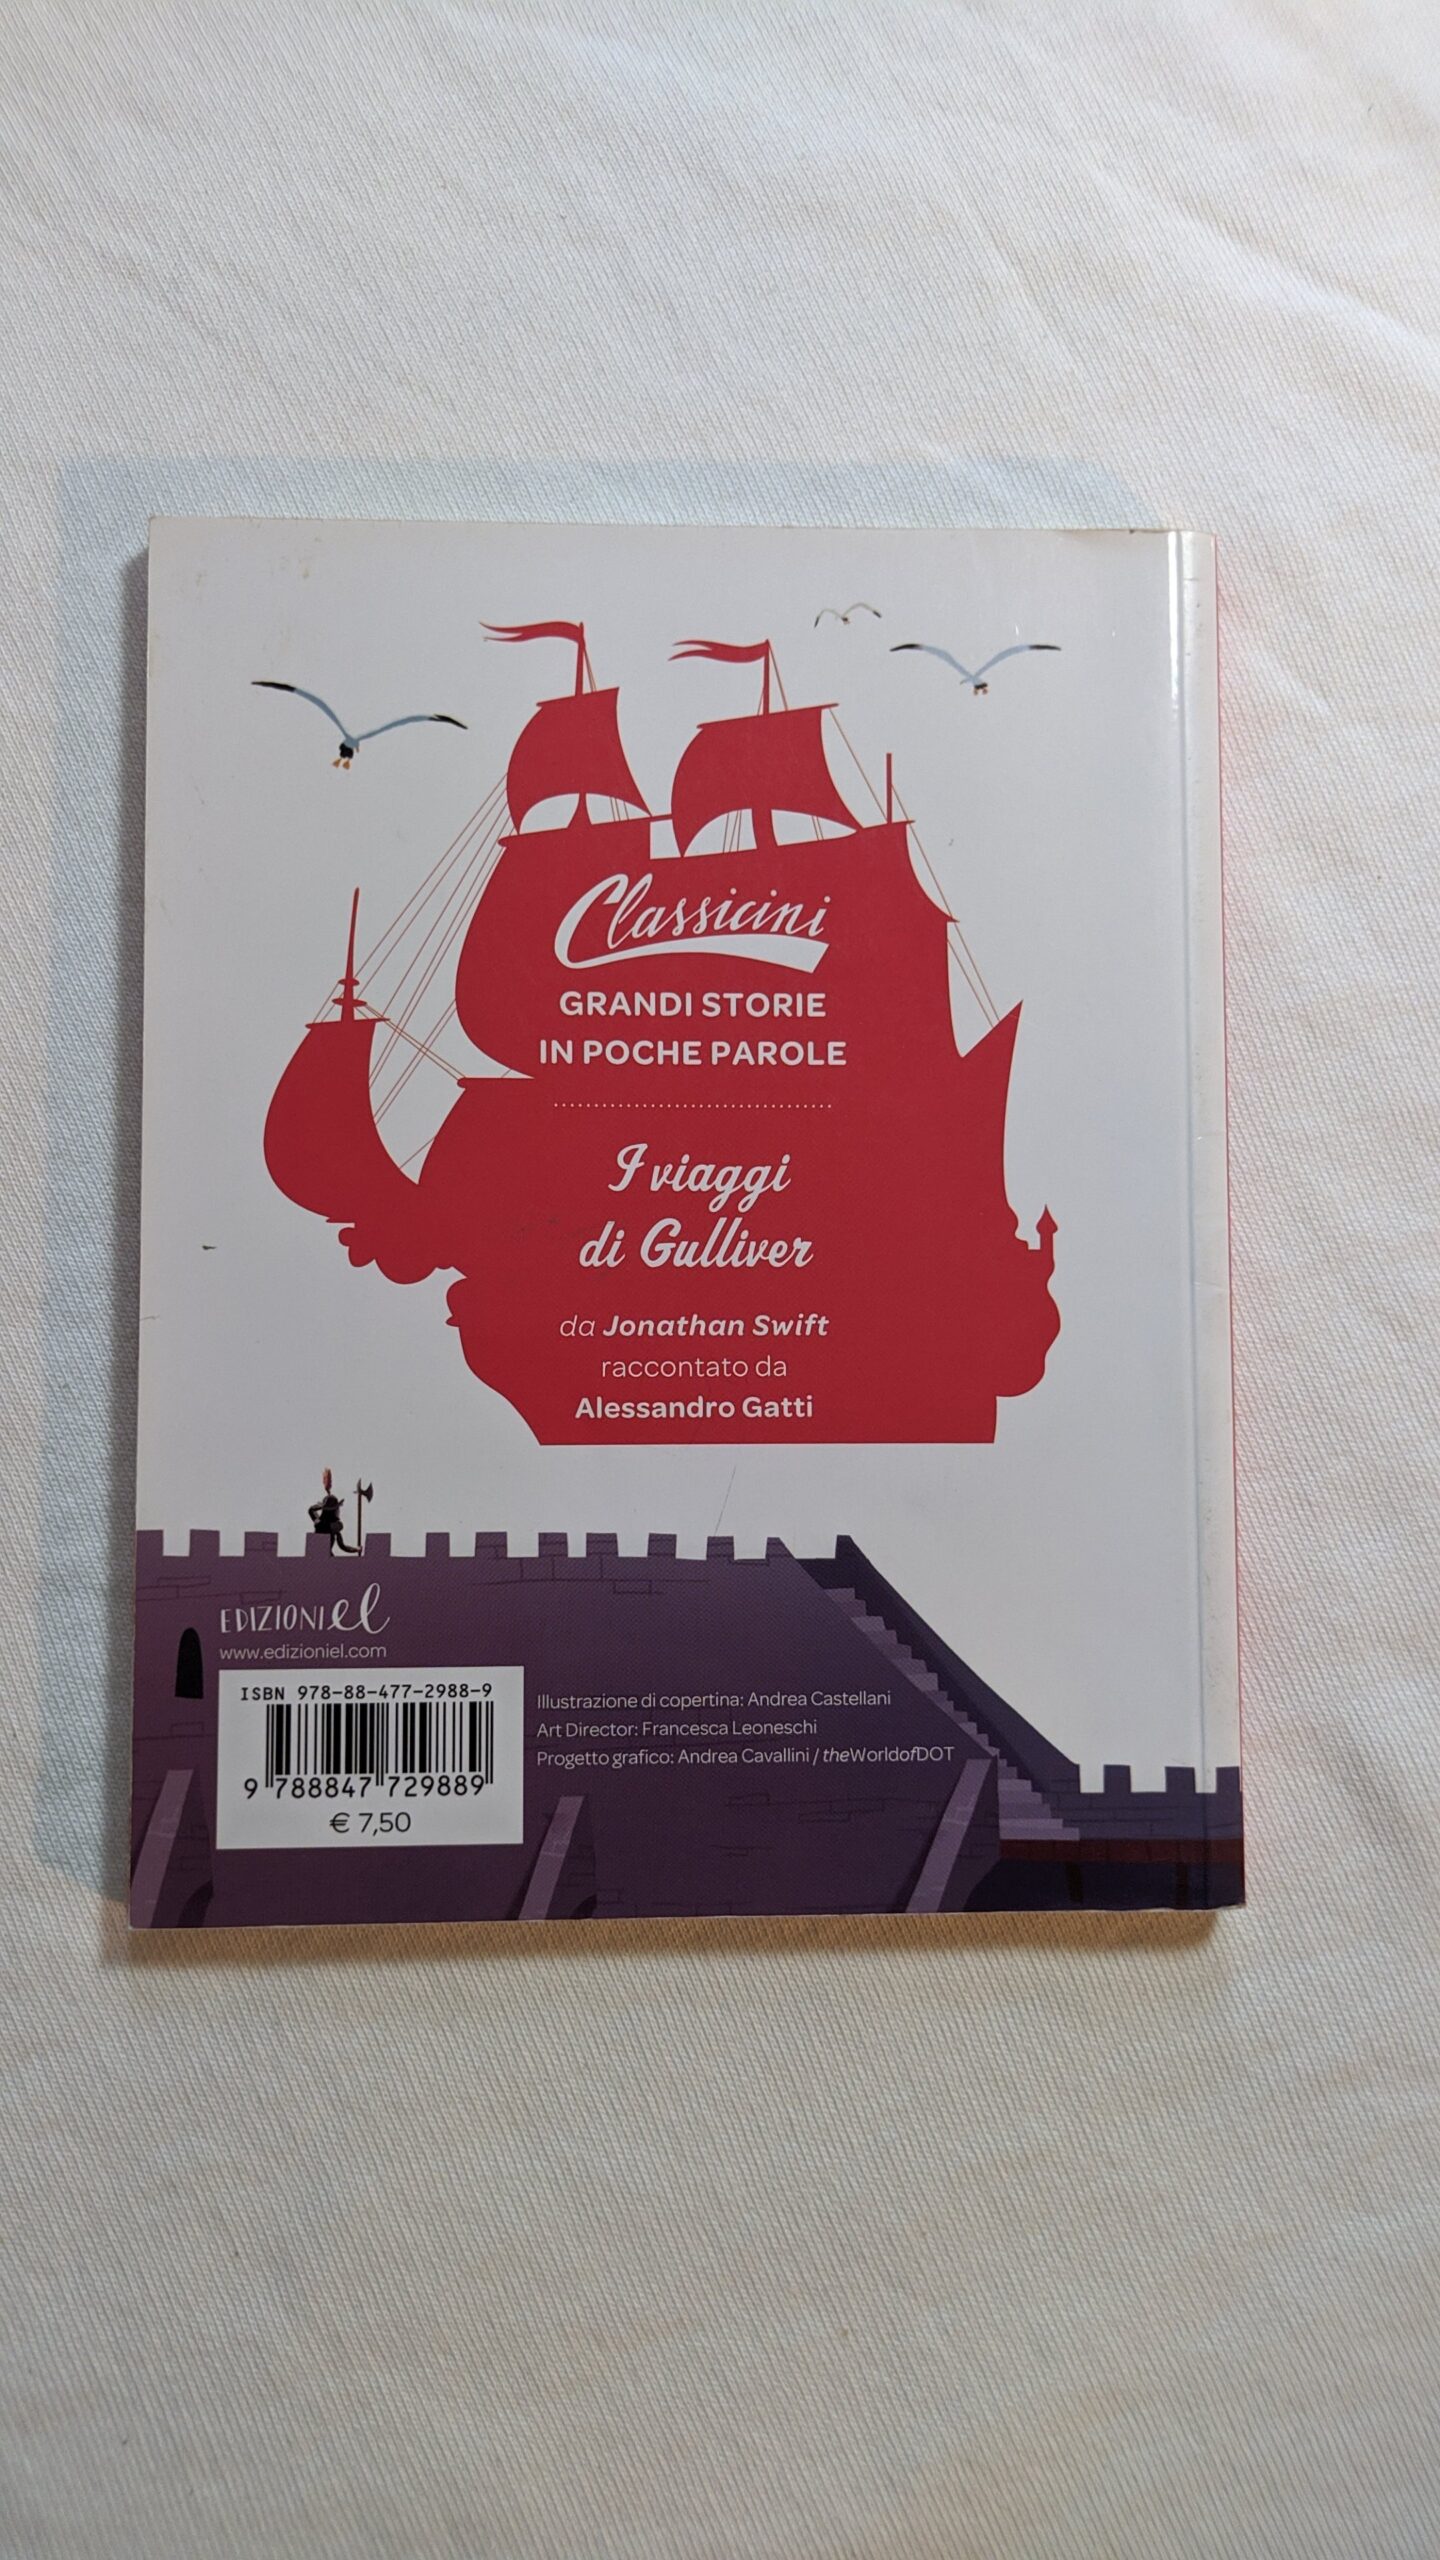 Classicini
GRANDI STORIE
IN POCHE PAROLE
I viaggi
di Gulliver
da Jonathan Swift
raccontato da
Alessandro Gatti
EDIZIONI el
www.edizioniel.com
ISBN 978-88-477-2988-9
9 788847 729889
€ 7,50
Illustrazione di copertina: Andrea Castellani
Art Director: Francesca Leoneschi
Progetto grafico: Andrea Cavallini / theWorldofDOT